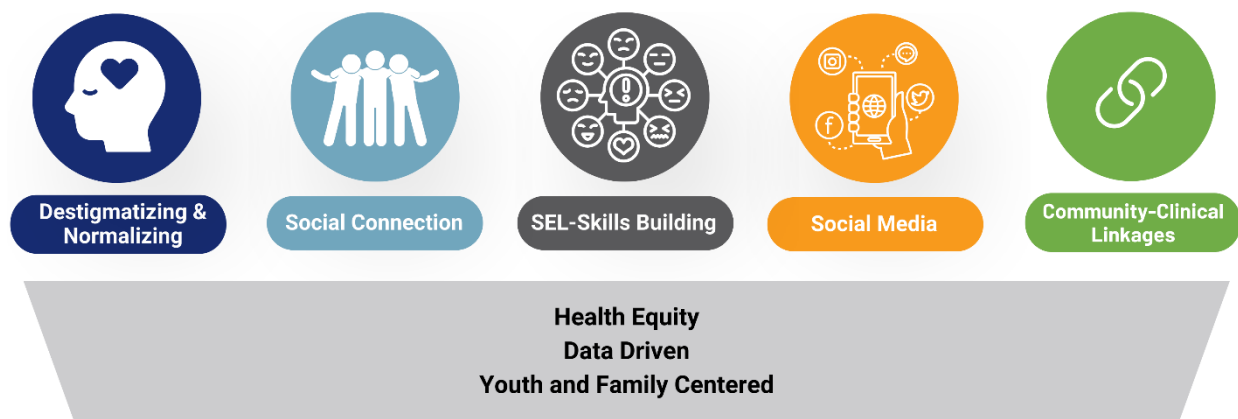 Destigmatizing &
Normalizing
Social Connection
SEL-Skills Building
Social Media
Community-Clinical
Linkages
Health Equity
Data Driven
Youth and Family Centered